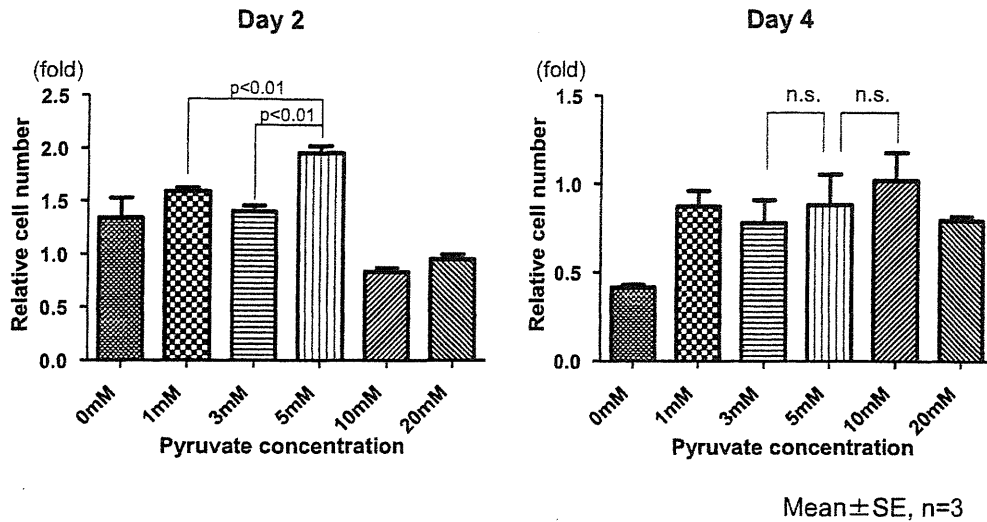 Day 2
(fold)
Relative cell number
2.5
2.0
1.5
1.0
0.5
0.0
p<0.01
p<0.01
0mM
1mM
3mM
5mM
10mM
20mM
Pyruvate concentration
Day 4
(fold)
Relative cell number
1.5
1.0
0.5
0.0
n.s.
n.s.
0mM
1mM
3mM
5mM
10mM
20mM
Pyruvate concentration
Mean±SE, n=3